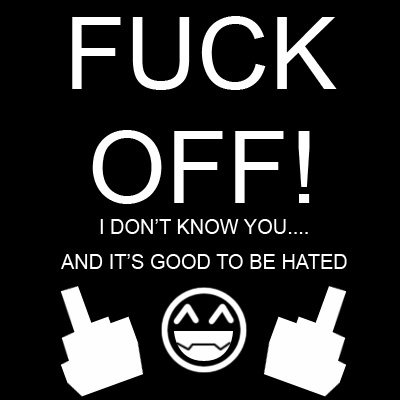 FUCK
OFF!
I DON'T KNOW YOU....
AND IT'S GOOD TO BE HATED